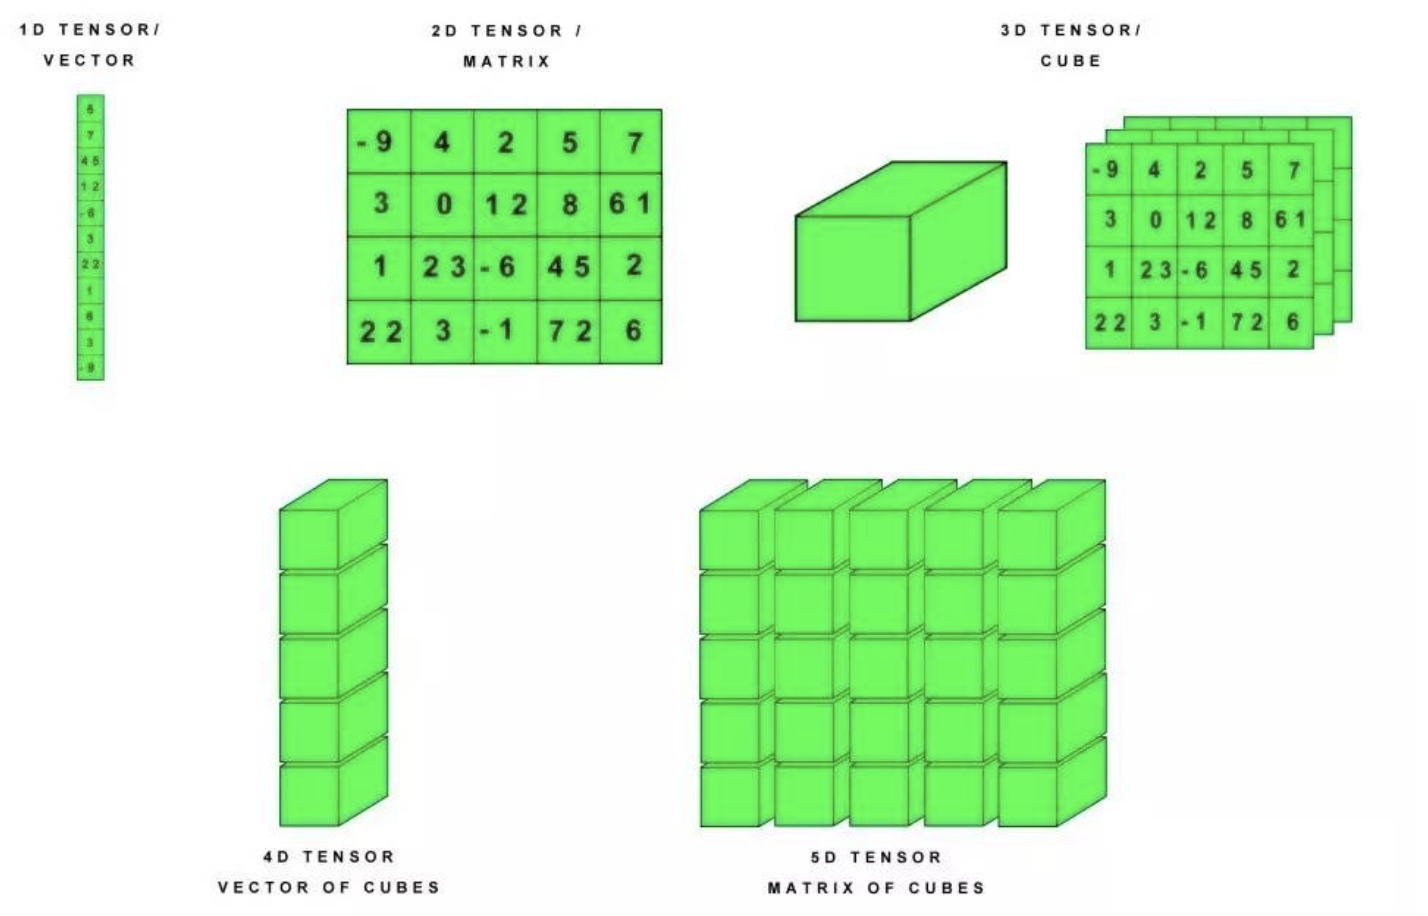 1D TENSOR/
VECTOR
6
7
45
12
-6
3
22
1
6
3
-9
2D TENSOR /
MATRIX
-9 4 2 5 7
3 0 12 8 61
1 23 -6 45 2
22 3 -1 72 6
3D TENSOR/
CUBE
-9 4 2 5 7
3 0 12 8 61
1 23 -6 45 2
22 3 -1 72 6
4D TENSOR
VECTOR OF CUBES
5D TENSOR
MATRIX OF CUBES